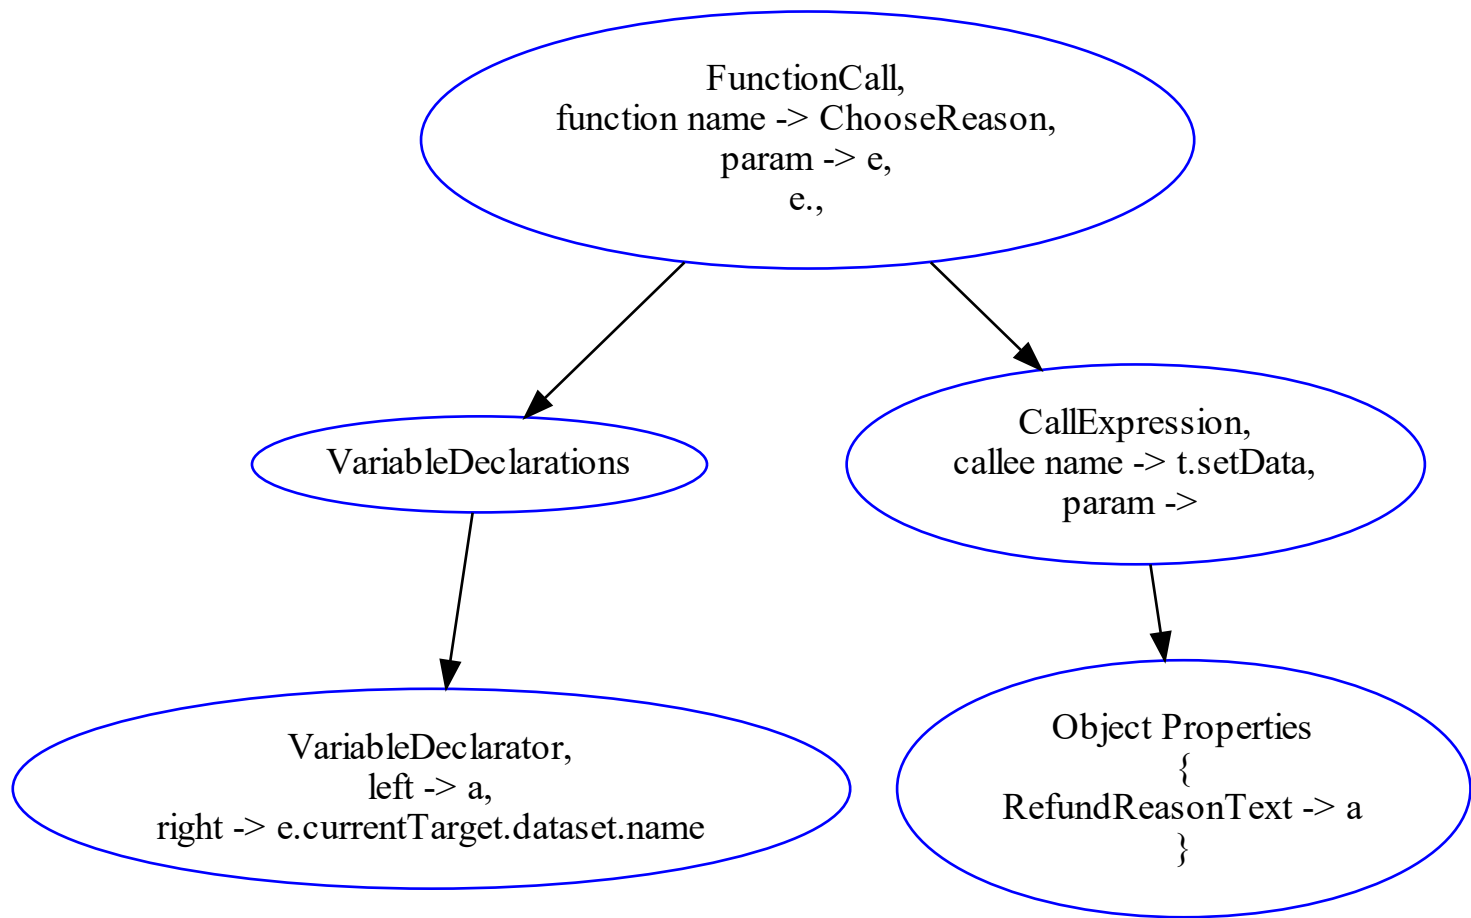 FunctionCall,
function name -> ChooseReason,
param -> e,
e.,
VariableDeclarations
CallExpression,
callee name -> t.setData,
param ->
VariableDeclarator,
left -> a,
right -> e.currentTarget.dataset.name
Object Properties
{
RefundReasonText -> a
}